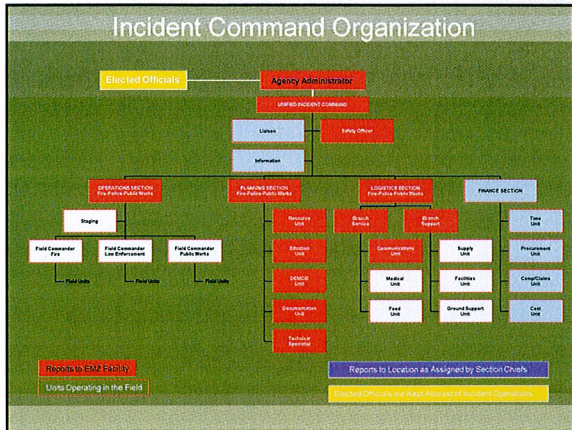 Incident Command Organization
Elected Officials
Agency Administrator
UNIFIED INCIDENT COMMAND
Liaison
Safety Officer
Information
OPERATIONS SECTION
Fire-Police-Public Works
PLANNING SECTION
Fire-Police-Public Works
LOGISTICS SECTION
Fire-Police-Public Works
FINANCE SECTION
Staging
Field Commander
Fire
Field Commander
Law Enforcement
Field Commander
Public Works
Field Units
Field Units
Field Units
Resource
Unit
Situation
Unit
DEMOB
Unit
Documentation
Unit
Technical
Specialist
Branch
Service
Branch
Support
Communications
Unit
Medical
Unit
Food
Unit
Supply
Unit
Facilities
Unit
Ground Support
Unit
Time
Unit
Procurement
Unit
Comp/Claims
Unit
Cost
Unit
Reports to EMZ Facility
Units Operating in the Field
Reports to Location as Assigned by Section Chiefs
Elected Officials are Kept Abreast of Incident Operations